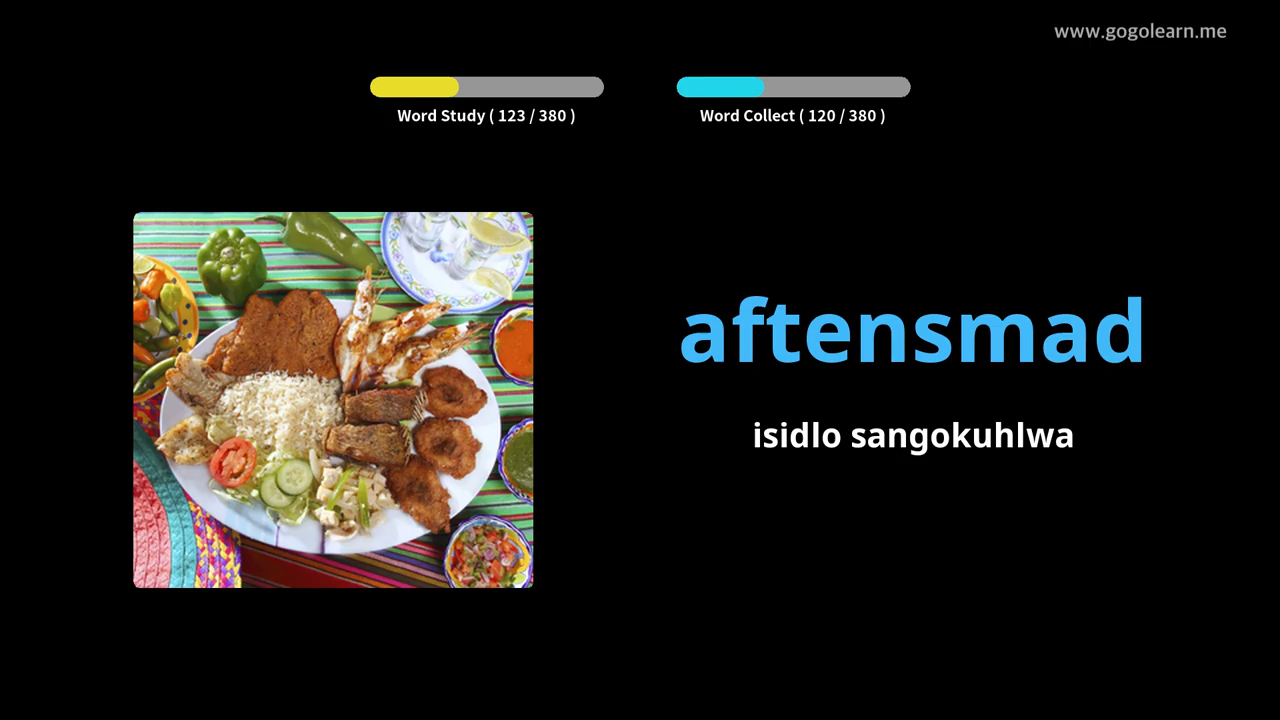 www.gogolearn.me
Word Study ( 123 / 380 )
Word Collect ( 120 / 380 )
aftensmad
isidlo sangokuhlwa